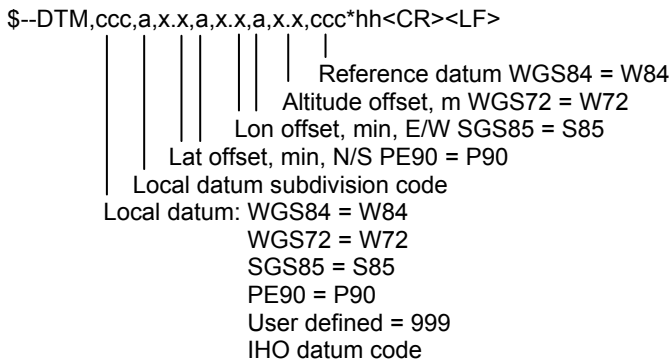 $--DTM,ccc,a,x.x,a,x.x,a,x.x,ccc*hh<CR><LF>
Reference datum WGS84 = W84
Altitude offset, m WGS72 = W72
Lon offset, min, E/W SGS85 = S85
Lat offset, min, N/S PE90 = P90
Local datum subdivision code
Local datum: WGS84 = W84
WGS72 = W72
SGS85 = S85
PE90 = P90
User defined = 999
IHO datum code